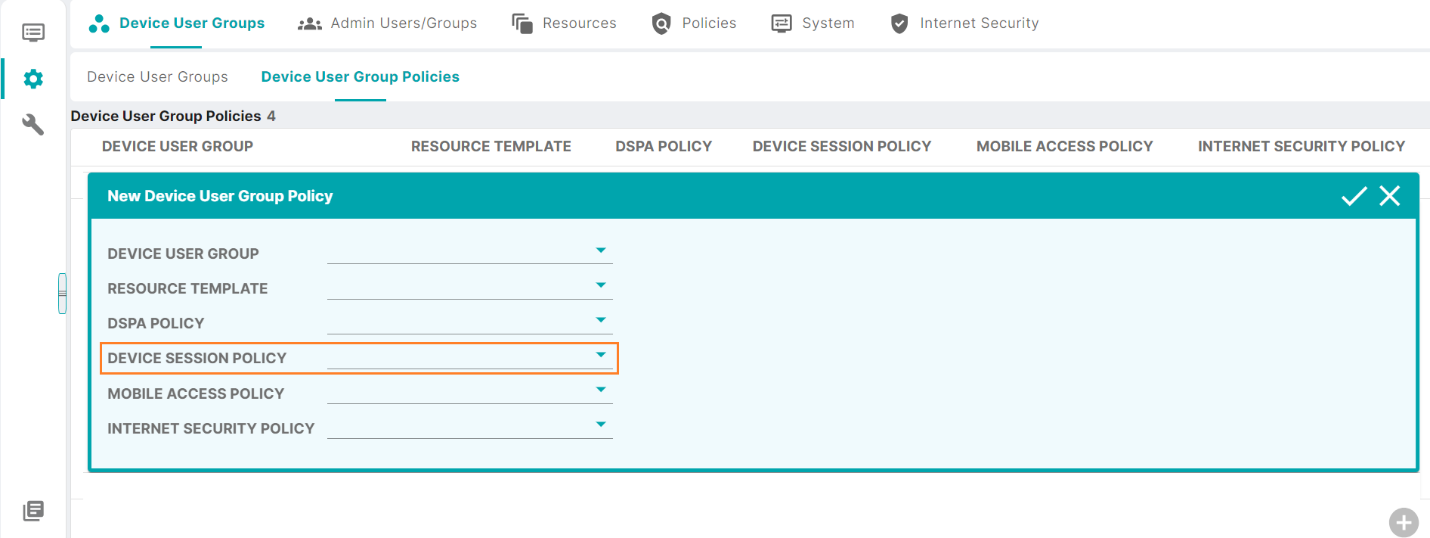 Device User Groups Admin Users/Groups Resources Policies System Internet Security
Device User Groups Device User Group Policies
Device User Group Policies 4
DEVICE USER GROUP RESOURCE TEMPLATE DSPA POLICY DEVICE SESSION POLICY MOBILE ACCESS POLICY INTERNET SECURITY POLICY
New Device User Group Policy
DEVICE USER GROUP
RESOURCE TEMPLATE
DSPA POLICY
DEVICE SESSION POLICY
MOBILE ACCESS POLICY
INTERNET SECURITY POLICY